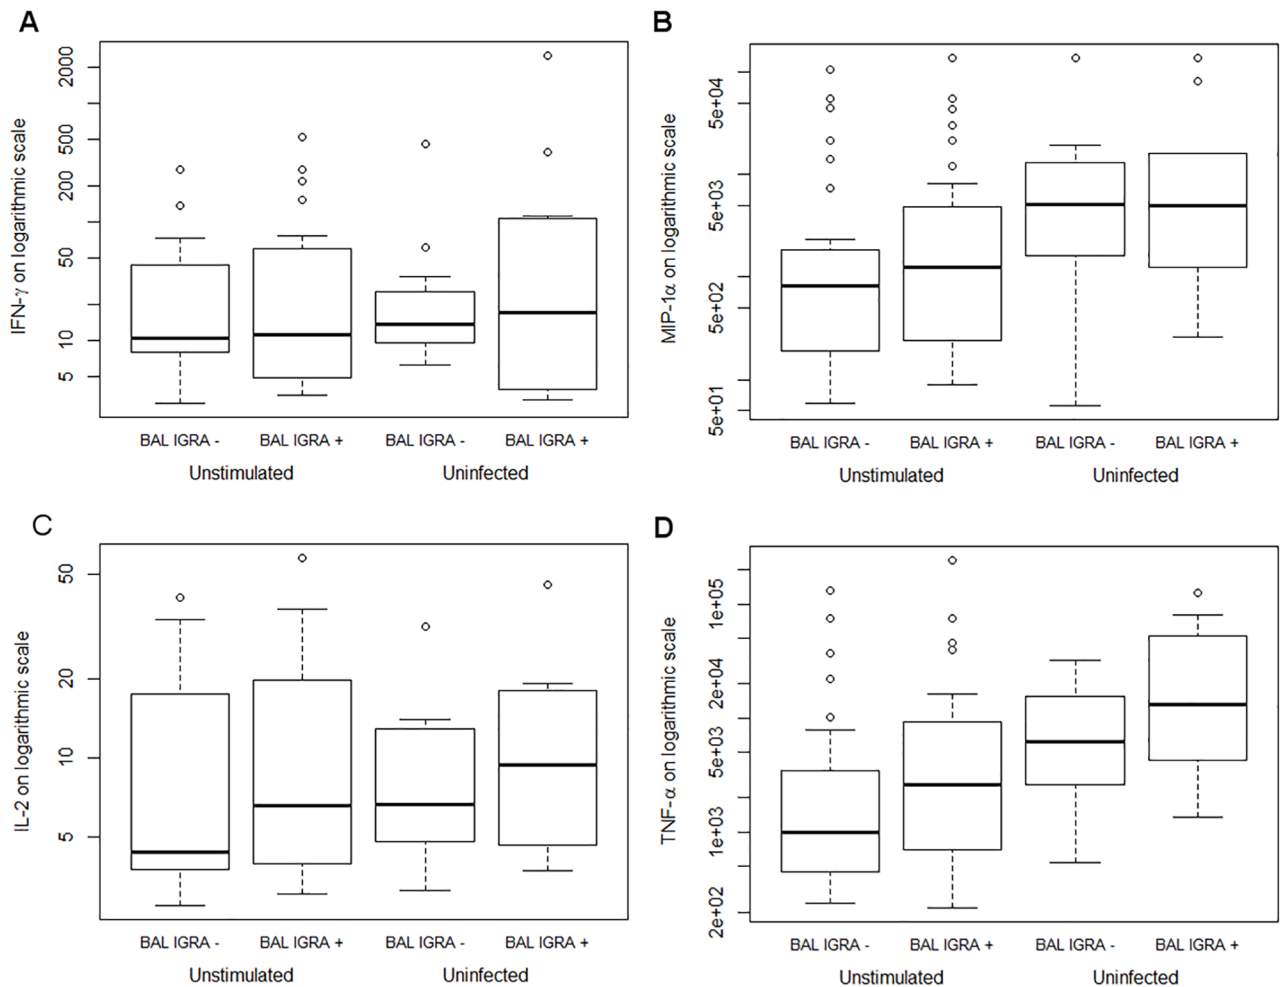 A
IFN-γ on logarithmic scale
2000
500
200
50
10
5
BAL IGRA -
BAL IGRA +
BAL IGRA -
BAL IGRA +
Unstimulated
Uninfected
B
MIP-1α on logarithmic scale
5e+04
5e+03
5e+02
5e+01
BAL IGRA -
BAL IGRA +
BAL IGRA -
BAL IGRA +
Unstimulated
Uninfected
C
IL-2 on logarithmic scale
50
20
10
5
BAL IGRA -
BAL IGRA +
BAL IGRA -
BAL IGRA +
Unstimulated
Uninfected
D
TNF-α on logarithmic scale
1e+05
2e+04
5e+03
1e+03
2e+02
BAL IGRA -
BAL IGRA +
BAL IGRA -
BAL IGRA +
Unstimulated
Uninfected